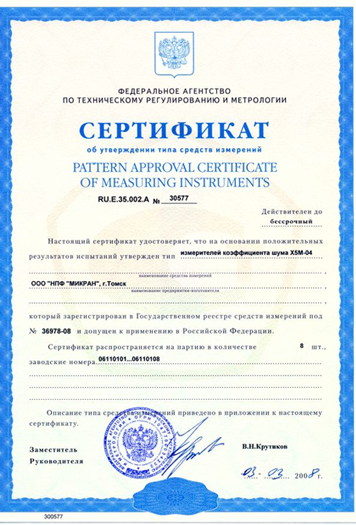 ФЕДЕРАЛЬНОЕ АГЕНТСТВО
ПО ТЕХНИЧЕСКОМУ РЕГУЛИРОВАНИЮ И МЕТРОЛОГИИ
СЕРТИФИКАТ
об утверждении типа средств измерений
PATTERN APPROVAL CERTIFICATE
OF MEASURING INSTRUMENTS
RU.E.35.002.A № 30577
Действителен до
бессрочный
Настоящий сертификат удостоверяет, что на основании положительных
результатов испытаний утвержден тип измерителей коэффициента шума Х5М-04
наименование средства измерений
ООО "НПФ "МИКРАН", г.Томск
наименование предприятия-изготовителя
который зарегистрирован в Государственном реестре средств измерений под
№ 36978-08 и допущен к применению в Российской Федерации.
Сертификат распространяется на партию в количестве 8 шт.,
заводские номера. 06110101...06110108
Описание типа средства измерений приведено в приложении к настоящему
сертификату.
Заместитель
Руководителя
В.Н.Крутиков
03 03 2008 г.
300577